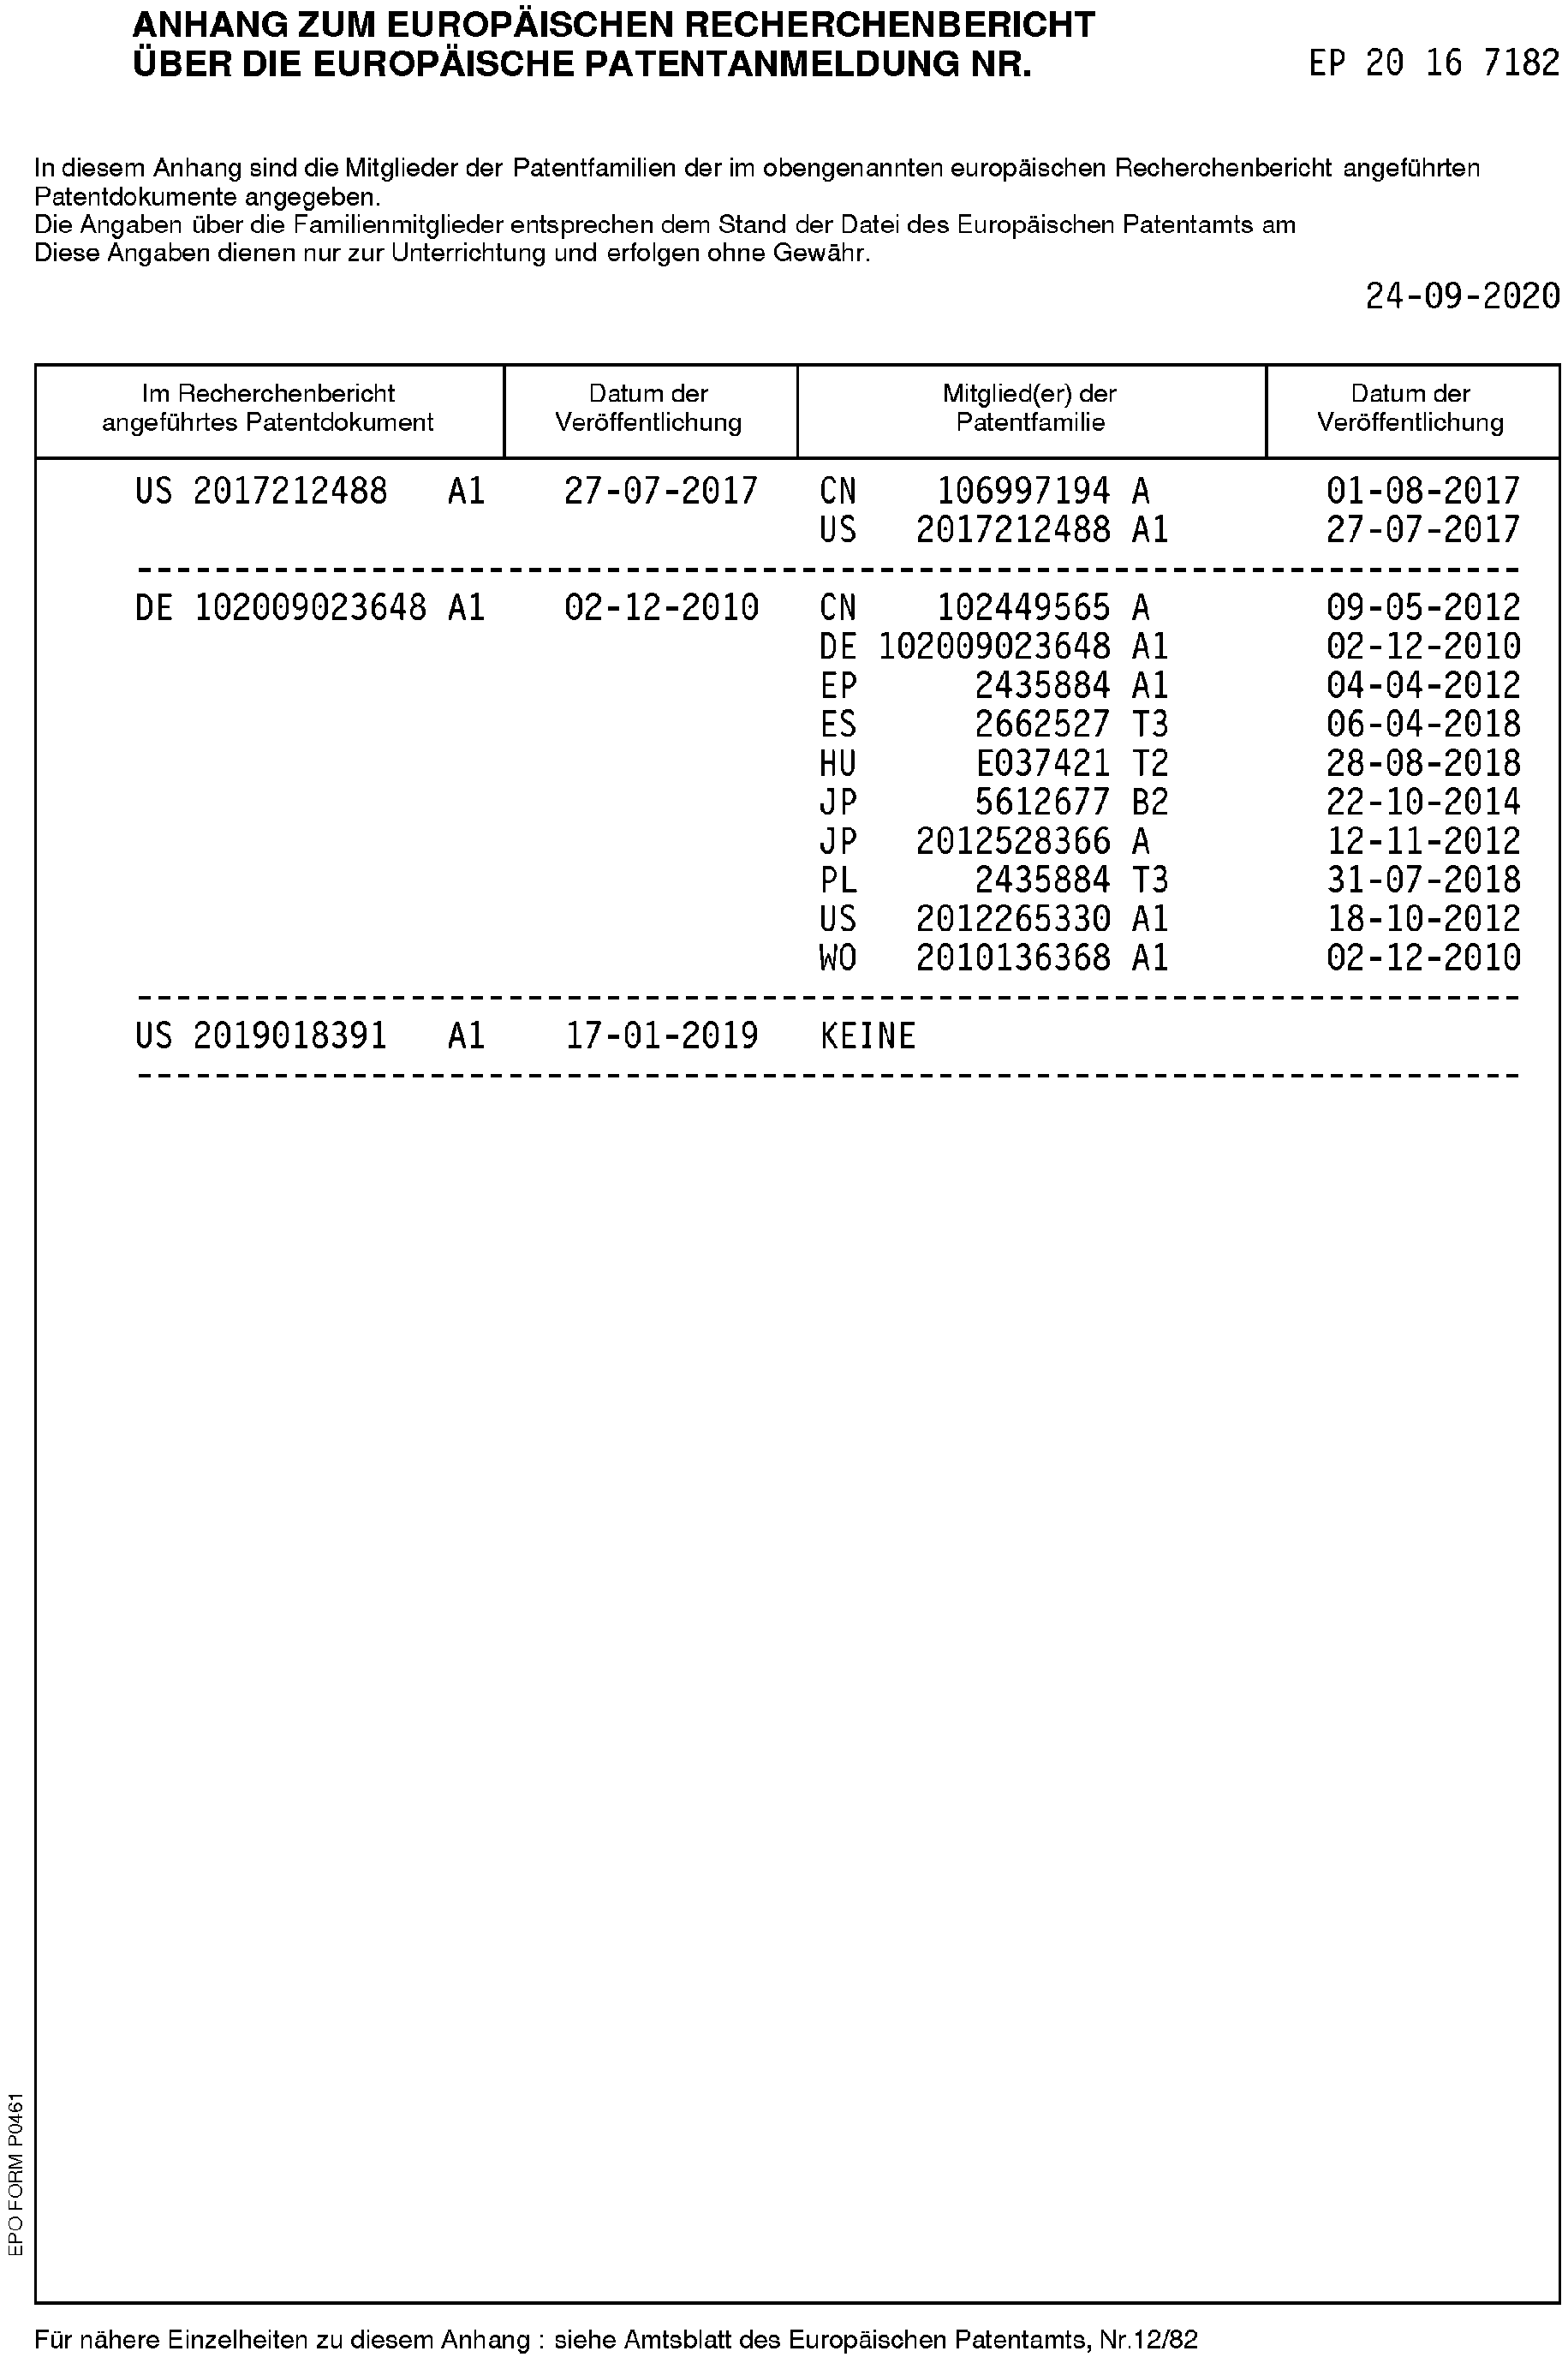 ANHANG ZUM EUROPÄISCHEN RECHERCHENBERICHT
ÜBER DIE EUROPÄISCHE PATENTANMELDUNG NR. EP 20 16 7182
In diesem Anhang sind die Mitglieder der Patentfamilien der im obengenannten europäischen Recherchenbericht angeführten
Patentdokumente angegeben.
Die Angaben über die Familienmitglieder entsprechen dem Stand der Datei des Europäischen Patentamts am
Diese Angaben dienen nur zur Unterrichtung und erfolgen ohne Gewähr.
24-09-2020
Im Recherchenbericht angeführtes Patentdokument | Datum der Veröffentlichung | Mitglied(er) der Patentfamilie | Datum der Veröffentlichung
US 2017212488 A1 27-07-2017 CN 106997194 A 01-08-2017
US 2017212488 A1 27-07-2017
DE 102009023648 A1 02-12-2010 CN 102449565 A 09-05-2012
DE 102009023648 A1 02-12-2010
EP 2435884 A1 04-04-2012
ES 2662527 T3 06-04-2018
HU E037421 T2 28-08-2018
JP 5612677 B2 22-10-2014
JP 2012528366 A 12-11-2012
PL 2435884 T3 31-07-2018
US 2012265330 A1 18-10-2012
WO 2010136368 A1 02-12-2010
US 2019018391 A1 17-01-2019 KEINE
EPO FORM P0461
Für nähere Einzelheiten zu diesem Anhang : siehe Amtsblatt des Europäischen Patentamts, Nr.12/82